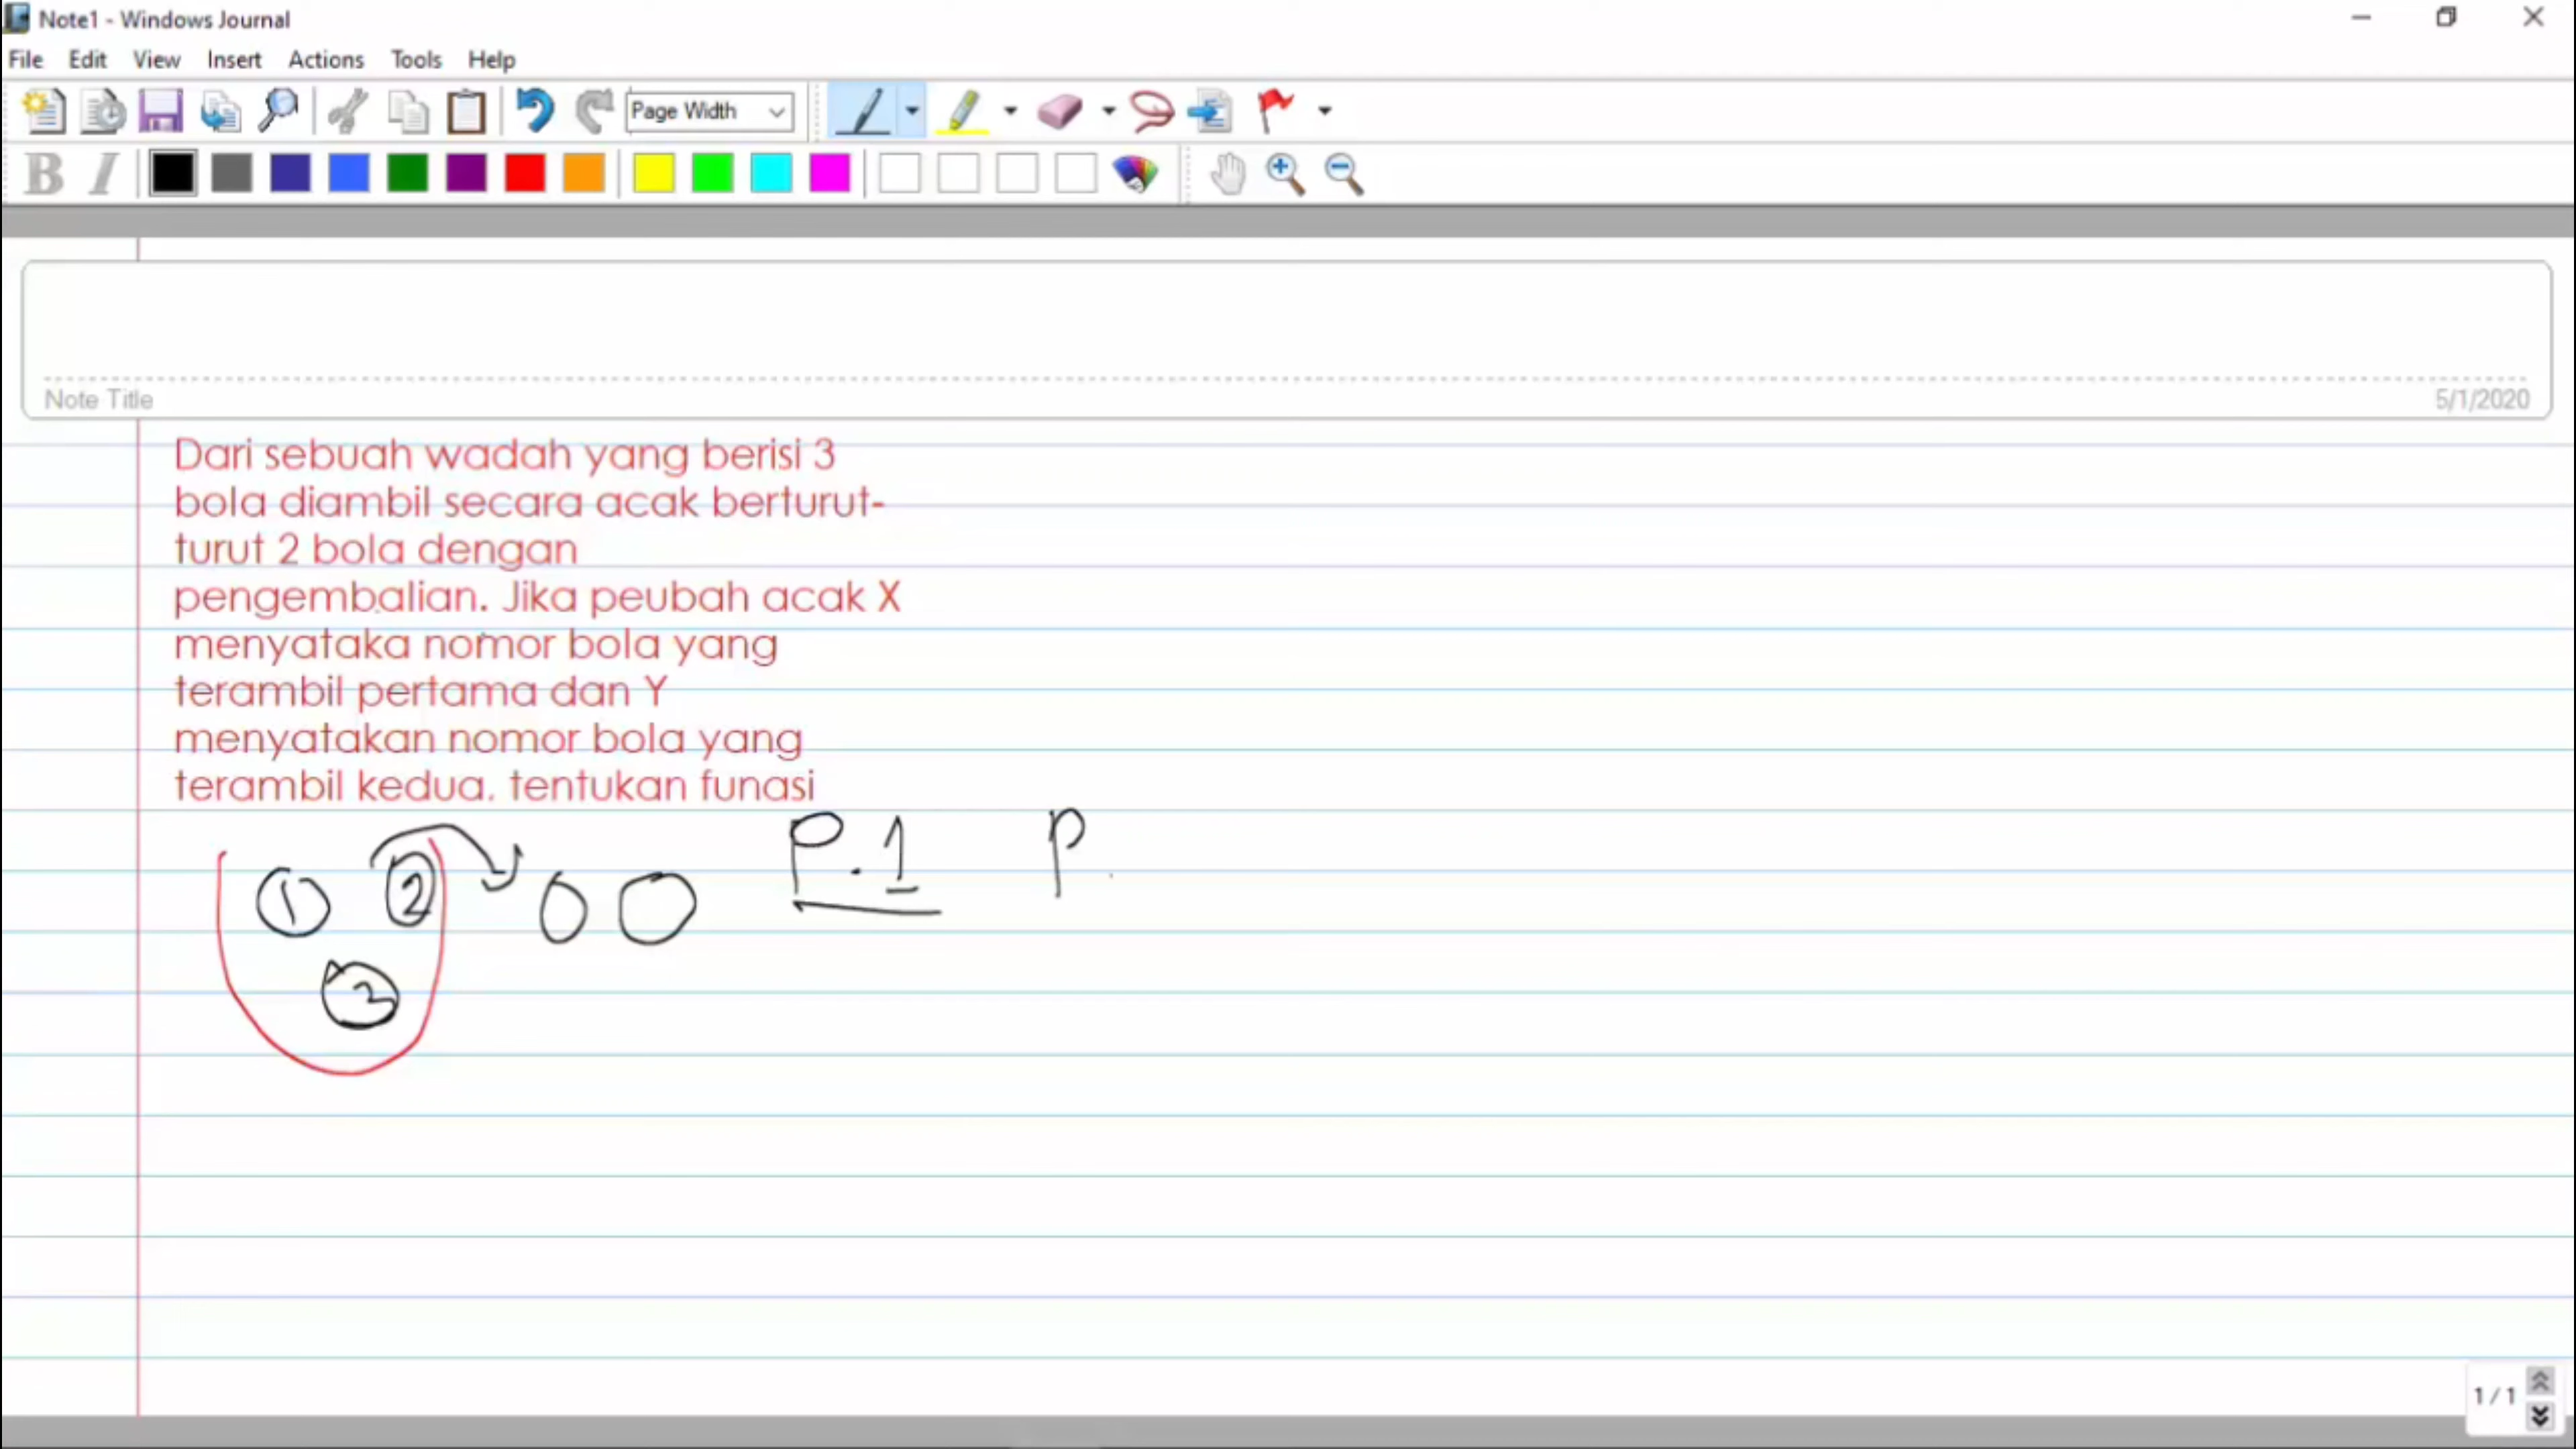 Note1 - Windows Journal
File Edit View Insert Actions Tools Help
Page Width
B I
Note Title 5/1/2020
Dari sebuah wadah yang berisi 3
bola diambil secara acak berturut-
turut 2 bola dengan
pengembalian. Jika peubah acak X
menyataka nomor bola yang
terambil pertama dan Y
menyatakan nomor bola yang
terambil kedua. tentukan funasi
1 2 P.1 P
3
1 / 1